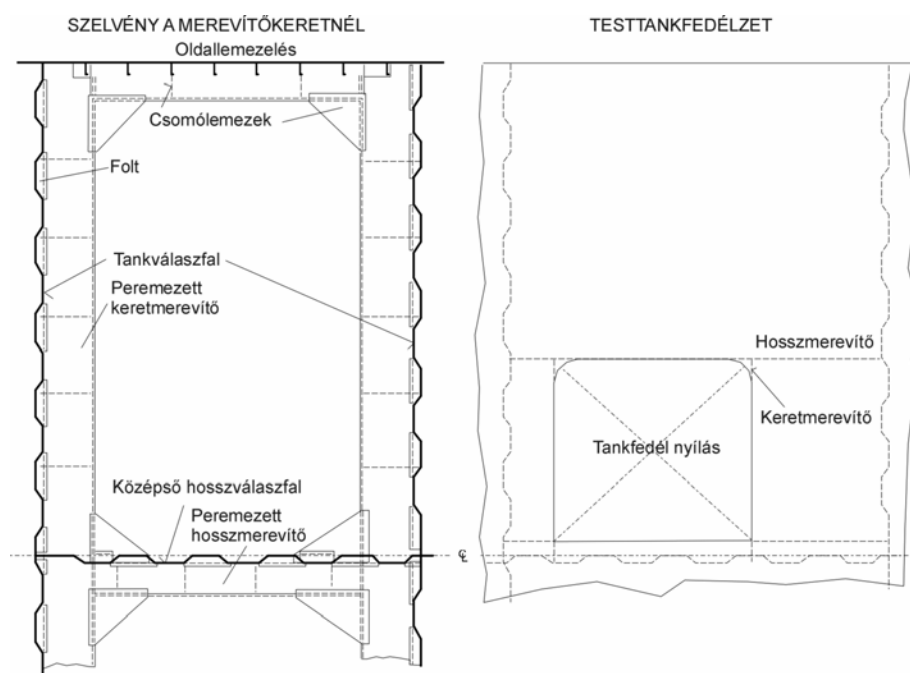 SZELVÉNY A MEREVÍTŐKERETNÉL
Oldallemezelés
Csomólemezek
Folt
Tankválaszfal
Peremezett
keretmerevítő
Középső hosszválaszfal
Peremezett
hosszmerevítő
TESTTANKFEDÉLZET
Hosszmerevítő
Keretmerevítő
Tankfedél nyílás
℄